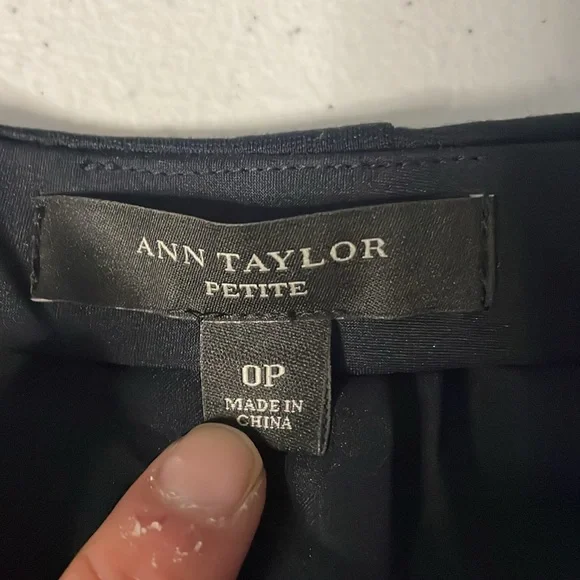 ANN TAYLOR
PETITE
0P
MADE IN
CHINA